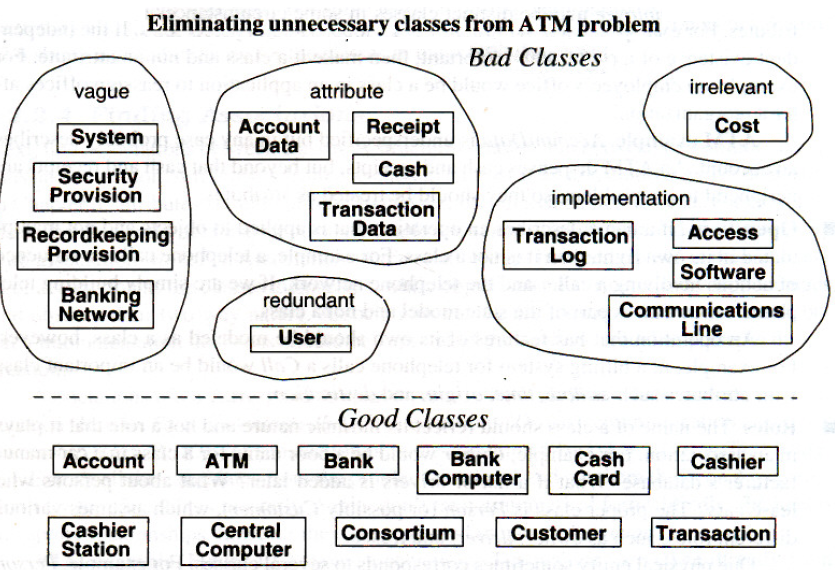 Eliminating unnecessary classes from ATM problem
Bad Classes
vague
System
Security
Provision
Recordkeeping
Provision
Banking
Network
attribute
Account
Data
Receipt
Cash
Transaction
Data
redundant
User
irrelevant
Cost
implementation
Transaction
Log
Access
Software
Communications
Line
Good Classes
Account
ATM
Bank
Bank
Computer
Cash
Card
Cashier
Cashier
Station
Central
Computer
Consortium
Customer
Transaction